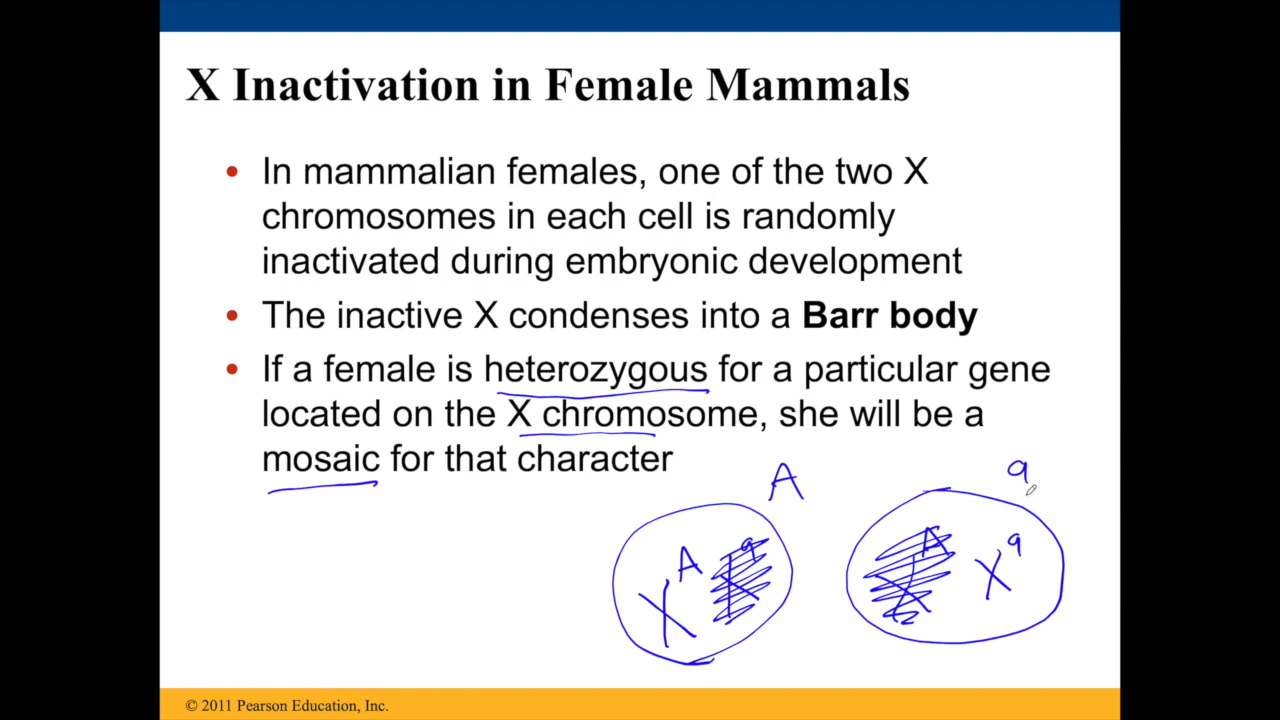 X Inactivation in Female Mammals
• In mammalian females, one of the two X
chromosomes in each cell is randomly
inactivated during embryonic development
• The inactive X condenses into a Barr body
• If a female is heterozygous for a particular gene
located on the X chromosome, she will be a
mosaic for that character
A a
X A X a X A X a
© 2011 Pearson Education, Inc.